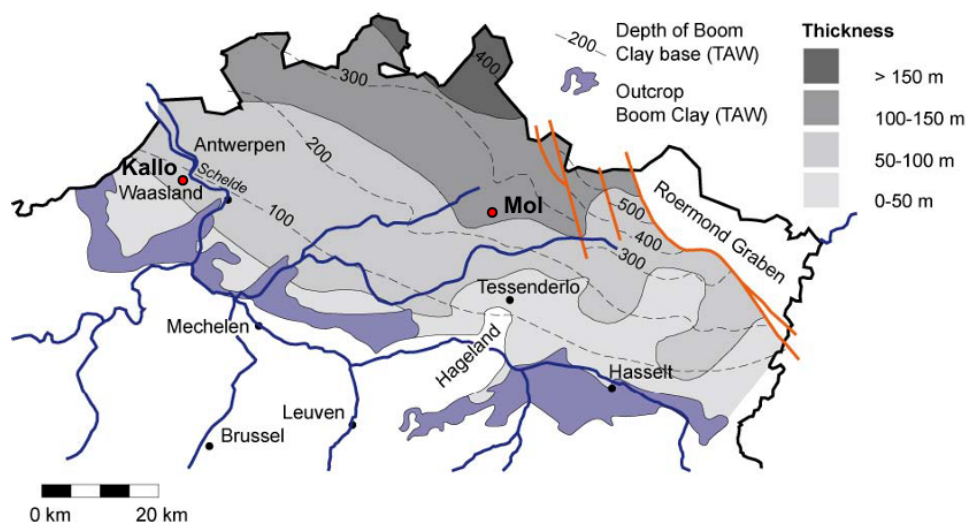 200
Depth of Boom
Clay base (TAW)
Outcrop
Boom Clay (TAW)
Thickness
> 150 m
100-150 m
50-100 m
0-50 m
300
400
200
Antwerpen
Kallo
Schelde
Waasland
100
Mol
500
400
300
Roermond Graben
Tessenderlo
Mechelen
Hageland
Hasselt
Leuven
Brussel
0 km
20 km